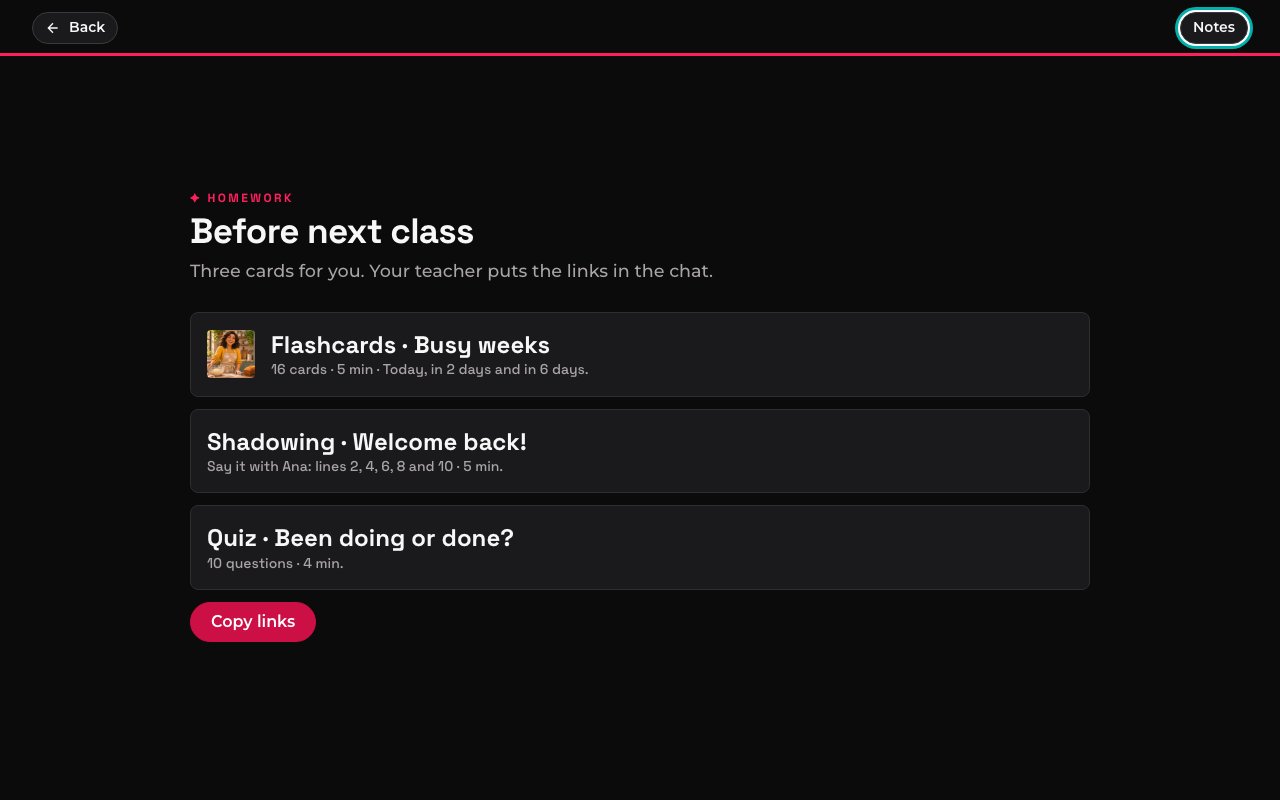 Back
Notes
HOMEWORK
Before next class
Three cards for you. Your teacher puts the links in the chat.
Flashcards · Busy weeks
16 cards · 5 min · Today, in 2 days and in 6 days.
Shadowing · Welcome back!
Say it with Ana: lines 2, 4, 6, 8 and 10 · 5 min.
Quiz · Been doing or done?
10 questions · 4 min.
Copy links